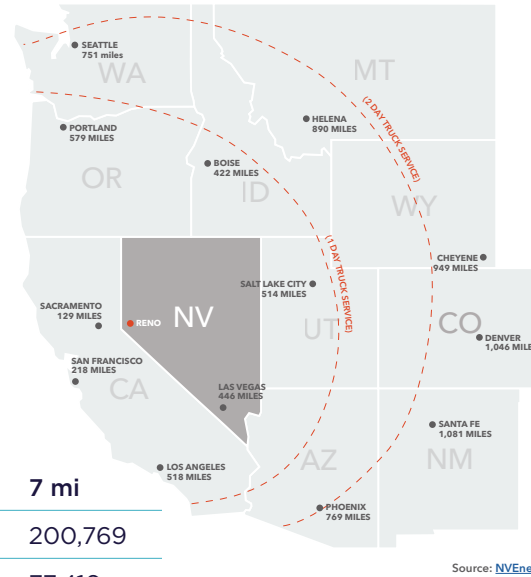 SEATTLE
751 miles
WA
MT
(2 DAY TRUCK SERVICE)
HELENA
890 MILES
PORTLAND
579 MILES
BOISE
422 MILES
OR
ID
WY
(1 DAY TRUCK SERVICE)
CHEYENE
949 MILES
SALT LAKE CITY
514 MILES
SACRAMENTO
129 MILES
RENO
NV
UT
CO
DENVER
1,046 MILE
SAN FRANCISCO
218 MILES
CA
LAS VEGAS
446 MILES
SANTA FE
1,081 MILES
LOS ANGELES
518 MILES
AZ
NM
7 mi
PHOENIX
769 MILES
200,769
Source: NVEne